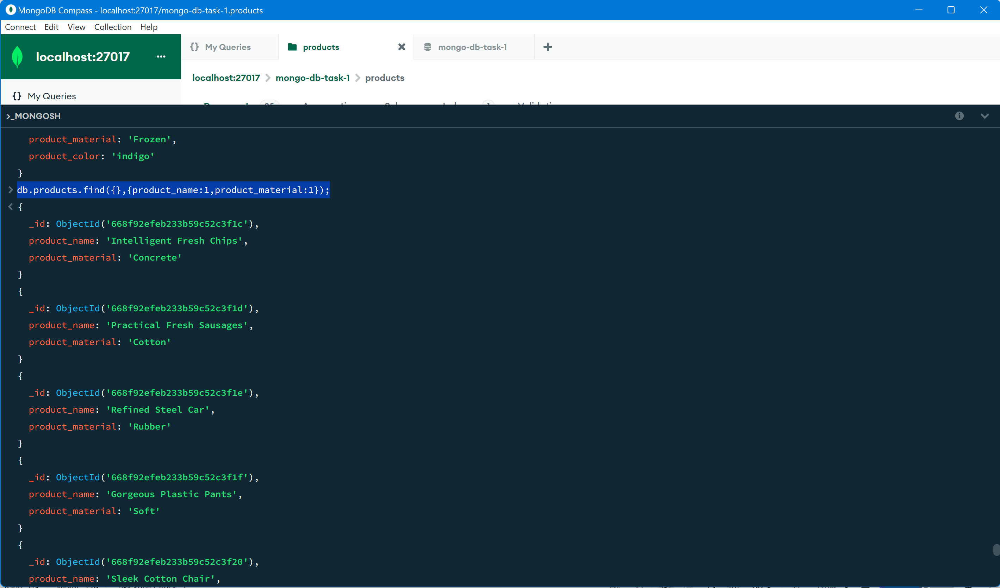 MongoDB Compass - localhost:27017/mongo-db-task-1.products
Connect Edit View Collection Help
localhost:27017 ...
{} My Queries
products
mongo-db-task-1
localhost:27017 > mongo-db-task-1 > products
{} My Queries
>_MONGOSH
product_material: 'Frozen',
product_color: 'indigo'
}
> db.products.find({},{product_name:1,product_material:1});
< {
_id: ObjectId('668f92efeb233b59c52c3f1c'),
product_name: 'Intelligent Fresh Chips',
product_material: 'Concrete'
}
{
_id: ObjectId('668f92efeb233b59c52c3f1d'),
product_name: 'Practical Fresh Sausages',
product_material: 'Cotton'
}
{
_id: ObjectId('668f92efeb233b59c52c3f1e'),
product_name: 'Refined Steel Car',
product_material: 'Rubber'
}
{
_id: ObjectId('668f92efeb233b59c52c3f1f'),
product_name: 'Gorgeous Plastic Pants',
product_material: 'Soft'
}
{
_id: ObjectId('668f92efeb233b59c52c3f20'),
product_name: 'Sleek Cotton Chair',